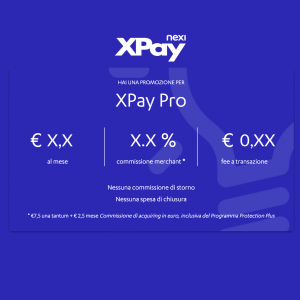 nexi
XPay
HAI UNA PROMOZIONE PER
XPay Pro
€ X,X
al mese
X.X %
commissione merchant *
€ 0,XX
fee a transazione
Nessuna commissione di storno
Nessuna spesa di chiusura
* €7,5 una tantum + € 2,5 mese Commissione di acquiring in euro, inclusiva del Programma Protection Plus